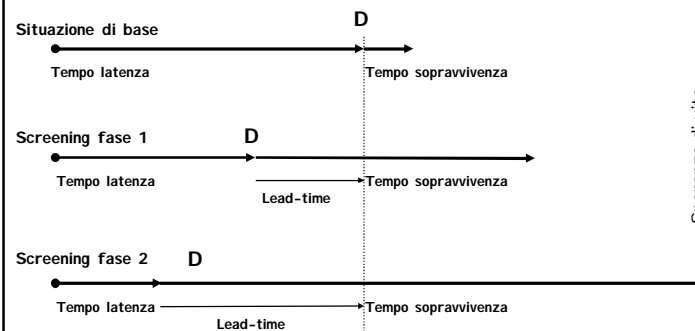 D
Situazione di base
Tempo latenza Tempo sopravvivenza
Screening fase 1 D
Tempo latenza Tempo sopravvivenza
Lead-time
Screening fase 2 D
Tempo latenza Tempo sopravvivenza
Lead-time